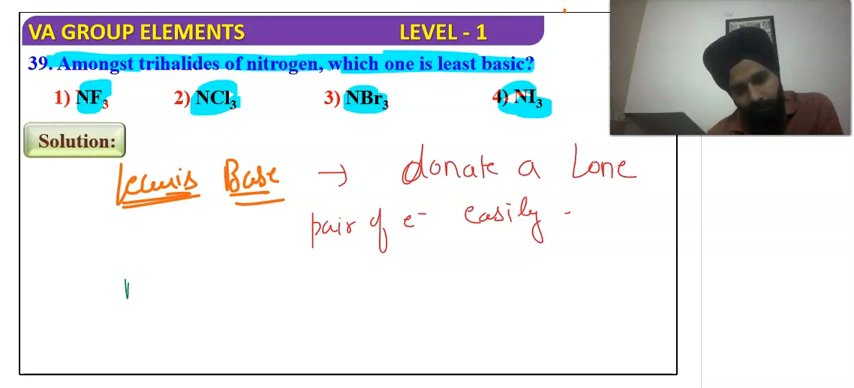 VA GROUP ELEMENTS LEVEL - 1
39. Amongst trihalides of nitrogen, which one is least basic?
1) NF₃ 2) NCl₃ 3) NBr₃ 4) NI₃
Solution:
Lewis Base → donate a Lone
pair of e⁻ easily.